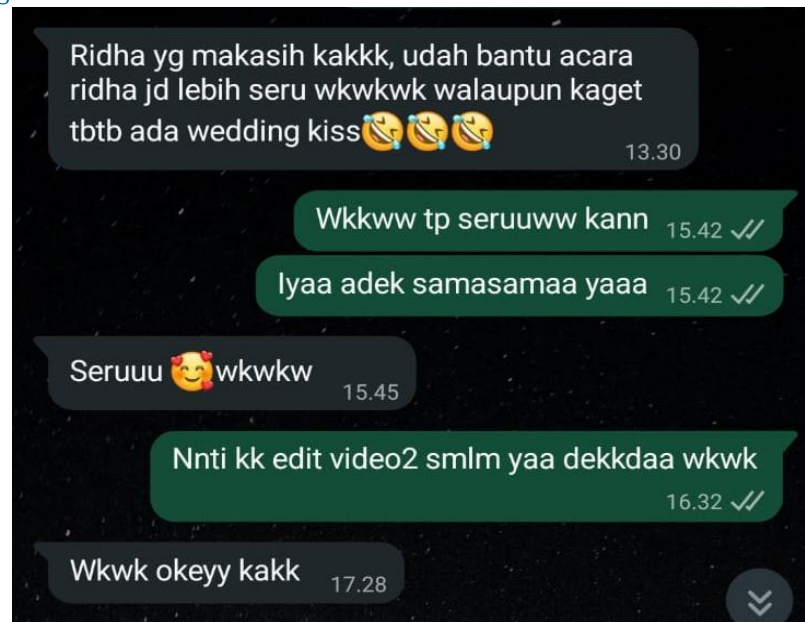 Ridha yg makasih kakkk, udah bantu acara
ridha jd lebih seru wkwkwk walaupun kaget
tbtb ada wedding kiss🤣🤣🤣
13.30
Wkkww tp seruuww kann 15.42
Iyaa adek samasamaa yaaa 15.42
Seruuu 🥰wkwkw 15.45
Nnti kk edit video2 smlm yaa dekkdaa wkwk
16.32
Wkwk okeyy kakk 17.28